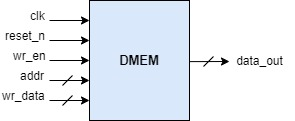 clk
reset_n
wr_en
addr
wr_data
DMEM
data_out